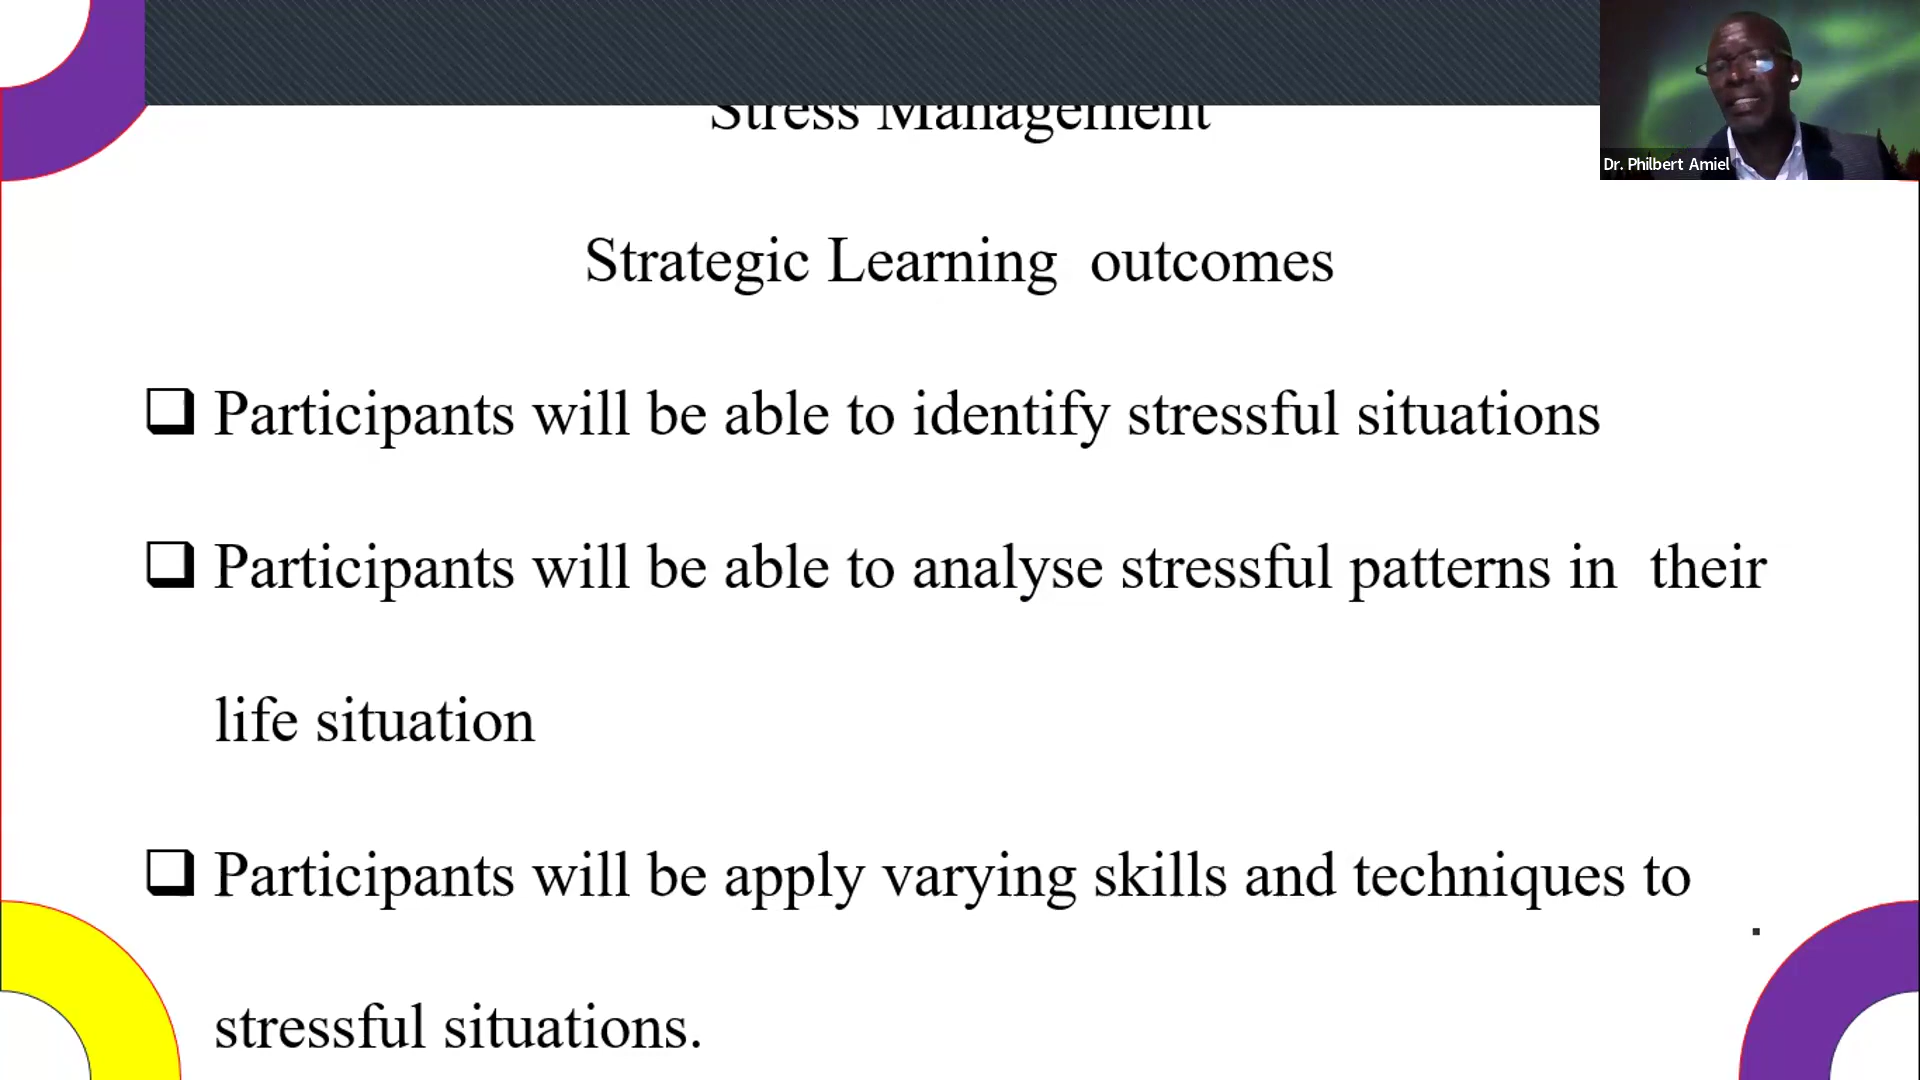 Stress Management
Dr. Philbert Amiel
Strategic Learning outcomes
❑ Participants will be able to identify stressful situations
❑ Participants will be able to analyse stressful patterns in their
life situation
❑ Participants will be apply varying skills and techniques to
stressful situations.